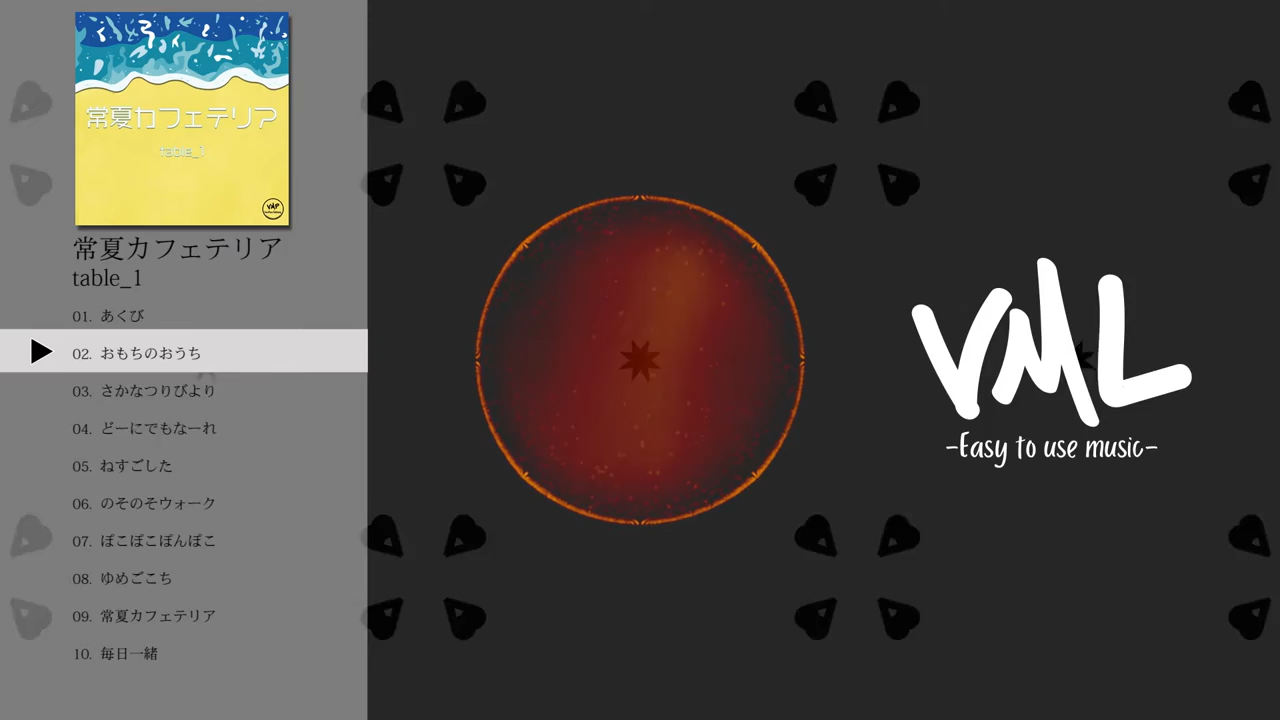 常夏カフェテリア
table_1
常夏カフェテリア
table_1
01. あくび
02. おもちのおうち
03. さかなつりびより
04. どーにでもなーれ
05. ねすごした
06. のそのそウォーク
07. ぽこぽこぽんぽこ
08. ゆめごこち
09. 常夏カフェテリア
10. 毎日一緒
VML
-Easy to use music-